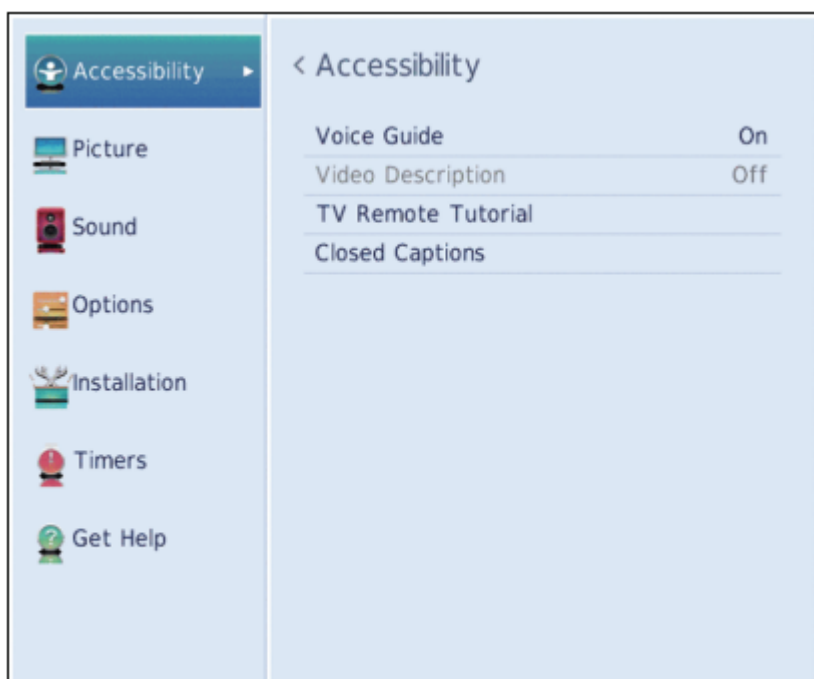 Accessibility
Picture
Sound
Options
Installation
Timers
Get Help
< Accessibility
Voice Guide On
Video Description Off
TV Remote Tutorial
Closed Captions